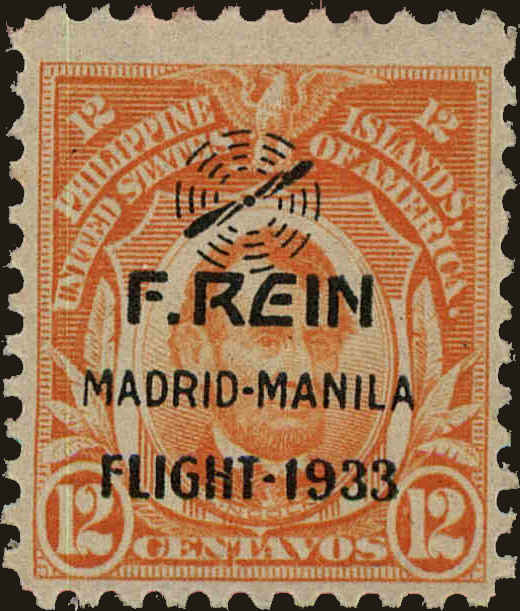 12 12
PHILIPPINE ISLANDS,
UNITED STATES OF AMERICA.
F.REIN
MADRID-MANILA
FLIGHT-1933
12 CENTAVOS 12